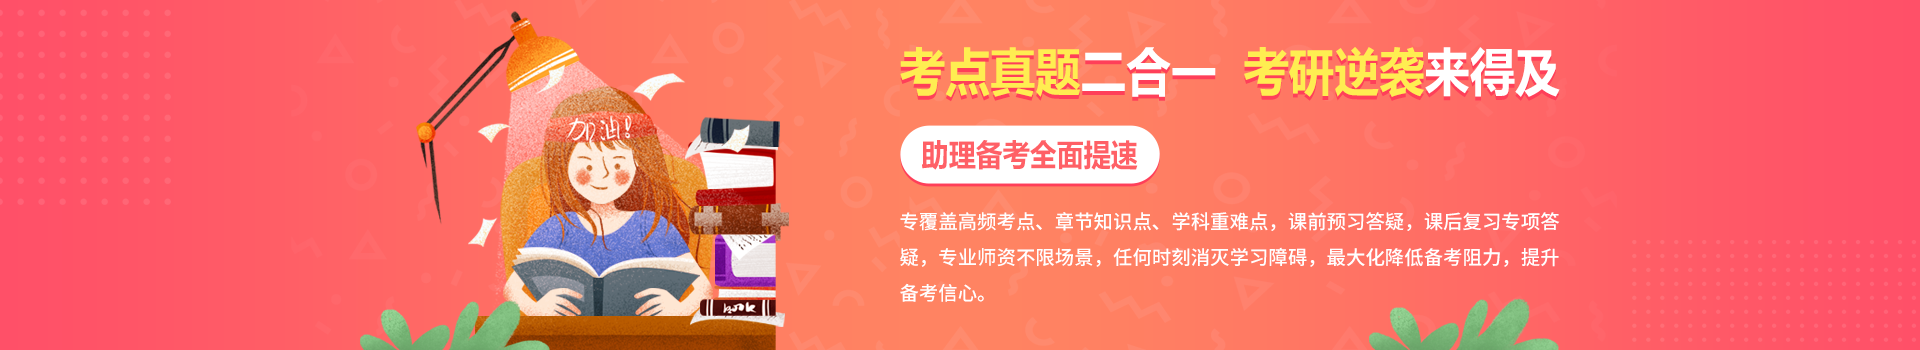 考点真题二合一 考研逆袭来得及
加油!
助理备考全面提速
专覆盖高频考点、章节知识点、学科重难点，课前预习答疑，课后复习专项答
疑，专业师资不限场景，任何时刻消灭学习障碍，最大化降低备考阻力，提升
备考信心。
BOOK